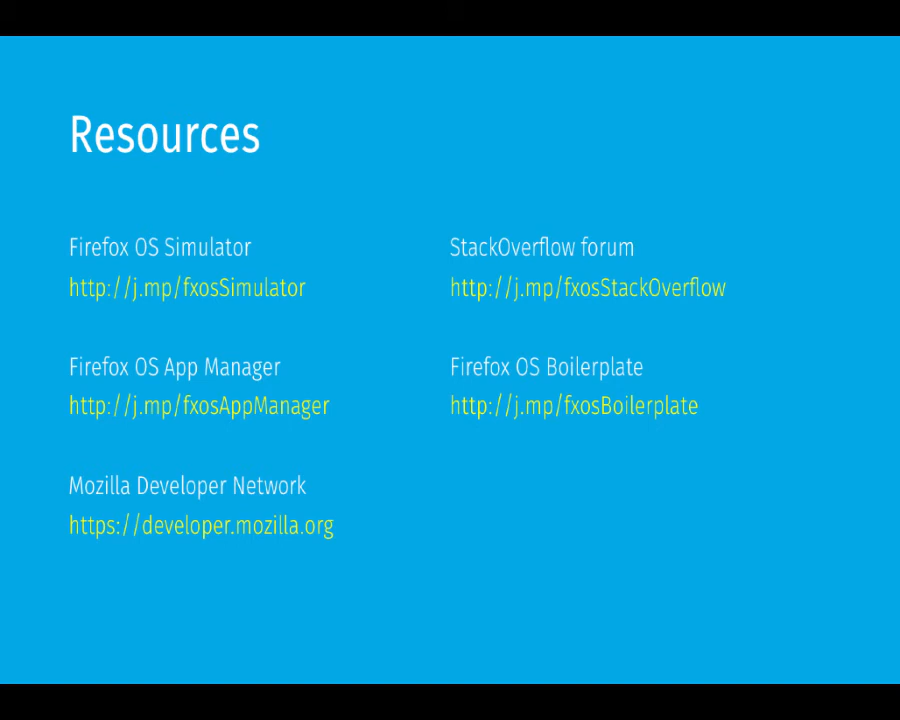 Resources
Firefox OS Simulator
http://j.mp/fxosSimulator
Firefox OS App Manager
http://j.mp/fxosAppManager
Mozilla Developer Network
https://developer.mozilla.org
StackOverflow forum
http://j.mp/fxosStackOverflow
Firefox OS Boilerplate
http://j.mp/fxosBoilerplate